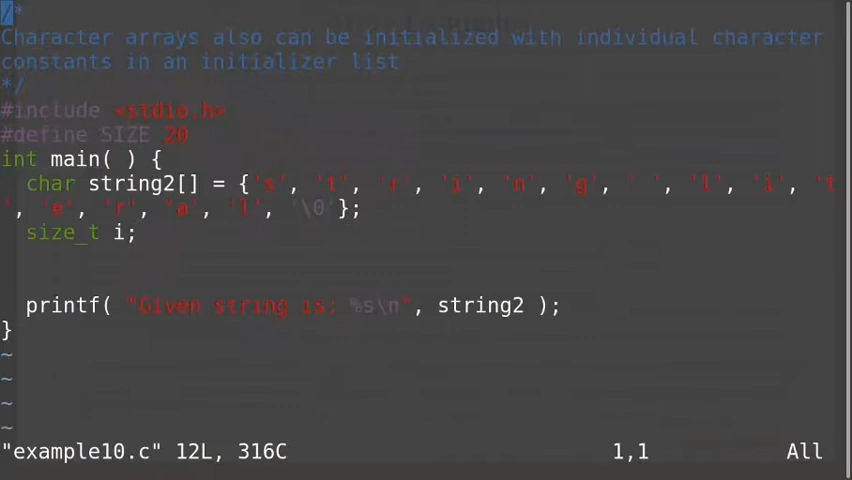 /*
Character arrays also can be initialized with individual character
constants in an initializer list
*/
#include <stdio.h>
#define SIZE 20
int main( ) {
  char string2[] = {'s', 't', 'r', 'i', 'n', 'g', ' ', 'l', 'i', 't
', 'e', 'r', 'a', 'l', '\0'};
  size_t i;
  printf( "Given string is: %s\n", string2 );
}
~
~
~
~
"example10.c" 12L, 316C 1,1 All